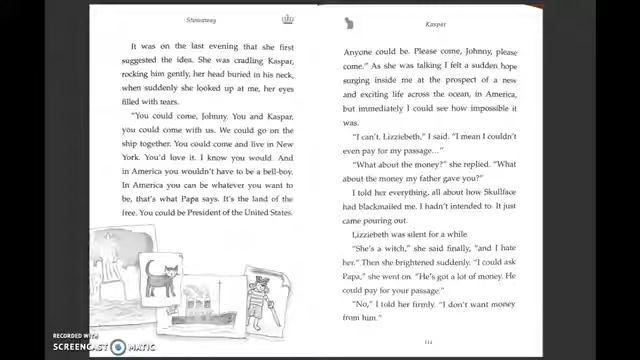 Stowaway
It was on the last evening that she first
suggested the idea. She was cradling Kaspar,
rocking him gently, her head buried in his neck,
when suddenly she looked up at me, her eyes
filled with tears.
"You could come, Johnny. You and Kaspar,
you could come with us. We could go on the
ship together. You could come and live in New
York. You'd love it. I know you would. And
in America you wouldn't have to be a bell-boy.
In America you can be whatever you want to
be, that's what Papa says. It's the land of the
free. You could be President of the United States.
Kaspar
Anyone could be. Please come, Johnny, please
come." As she was talking I felt a sudden hope
surging inside me at the prospect of a new and
exciting life across the ocean, in America,
but immediately I could see how impossible it
was.
"I can't, Lizziebeth," I said. "I mean I couldn't
even pay for my passage…"
"What about the money?" she replied. "What
about the money my father gave you?"
I told her everything, all about how Skullface
had blackmailed me. I hadn't intended to. It just
came pouring out.
Lizziebeth was silent for a while.
"She's a witch," she said finally, "and I hate
her." Then she brightened suddenly. "I could ask
Papa," she went on. "He's got a lot of money. He
could pay for your passage."
"No," I told her firmly. "I don't want money
from him."
RECORDED WITH
SCREENCAST MATIC